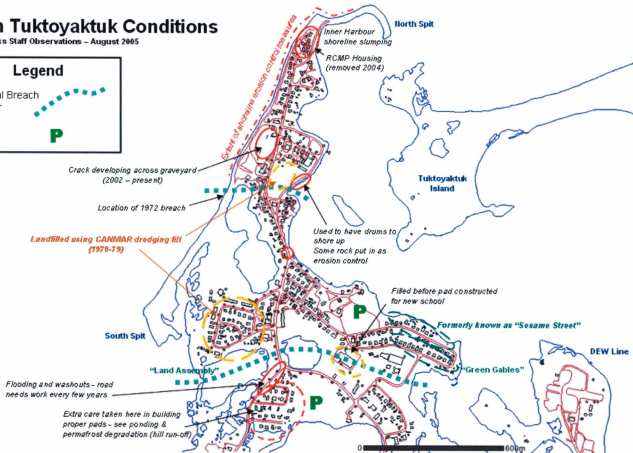 Tuktoyaktuk Conditions
Staff Observations – August 2005
Legend
Breach
P
North Spit
Inner Harbour
shoreline slumping
RCMP Housing
(removed 2004)
Extent of shoreline erosion control measures
Crack developing across graveyard
(2002 – present)
Tuktoyaktuk
Island
Location of 1972 breach
Used to have drums to
shore up
Some rock put in as
erosion control
Landfilled using CANMAR dredging fill
(1978-79)
Filled before pad constructed
for new school
P
Formerly known as "Sesame Street"
South Spit
DEW Line
"Land Assembly"
"Green Gables"
Flooding and washouts - road
needs work every few years
P
Extra care taken here in building
proper pads - see ponding &
permafrost degradation (hill run-off)
0
600m